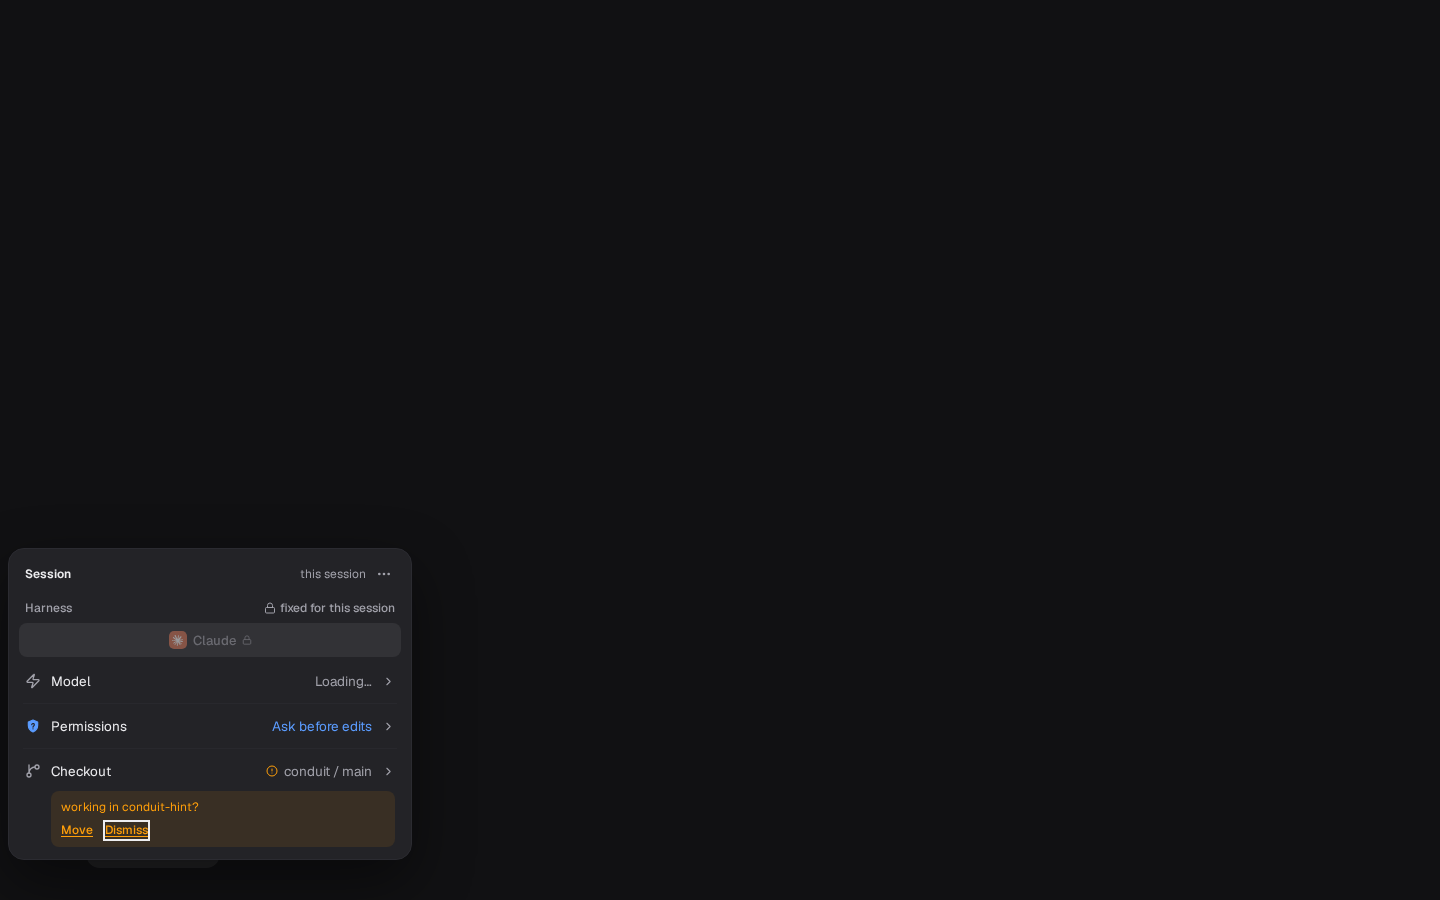 Session this session
Harness fixed for this session
Claude
Model Loading...
Permissions Ask before edits
Checkout conduit / main
working in conduit-hint?
Move Dismiss